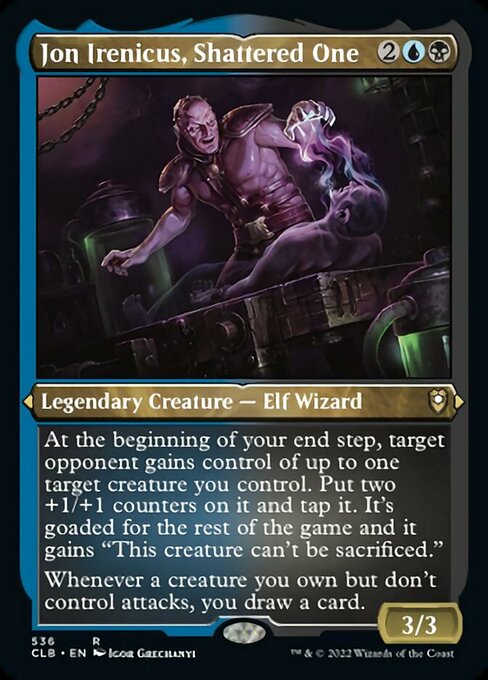 Jon Irenicus, Shattered One 2
Legendary Creature — Elf Wizard
At the beginning of your end step, target
opponent gains control of up to one
target creature you control. Put two
+1/+1 counters on it and tap it. It's
goaded for the rest of the game and it
gains “This creature can't be sacrificed.”
Whenever a creature you own but don't
control attacks, you draw a card.
3/3
536 R
CLB • EN Igor Grechanyi
™ & © 2022 Wizards of the Coast